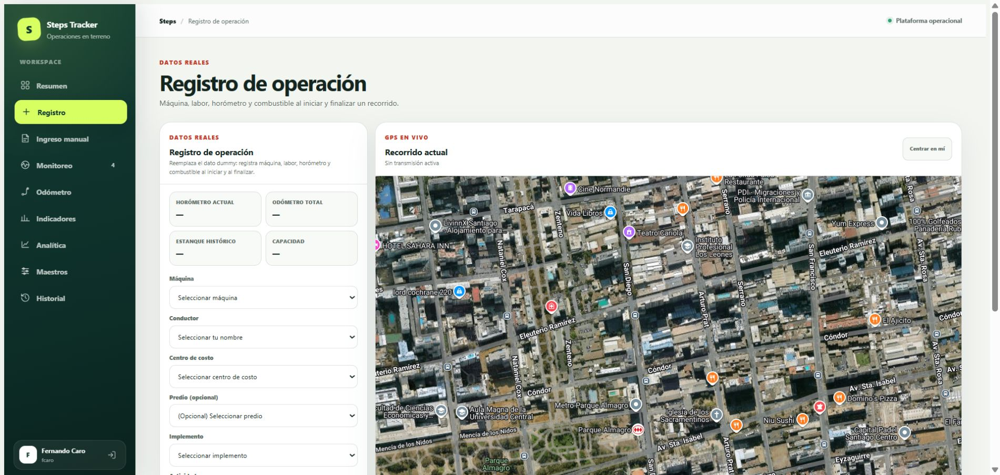 S
Steps Tracker
Operaciones en terreno
WORKSPACE
Resumen
Registro
Ingreso manual
Monitoreo 4
Odómetro
Indicadores
Analítica
Maestros
Historial
F
Fernando Caro
fcaro
Steps / Registro de operación
Plataforma operacional
DATOS REALES
Registro de operación
Máquina, labor, horómetro y combustible al iniciar y finalizar un recorrido.
DATOS REALES
Registro de operación
Reemplaza el dato dummy: registra máquina, labor, horómetro y
combustible al iniciar y al finalizar.
HORÓMETRO ACTUAL
—
ODÓMETRO TOTAL
—
ESTANQUE HISTÓRICO
—
CAPACIDAD
—
Máquina
Seleccionar máquina
Conductor
Seleccionar tu nombre
Centro de costo
Seleccionar centro de costo
Predio (opcional)
(Opcional) Seleccionar predio
Implemento
Seleccionar implemento
GPS EN VIVO
Recorrido actual
Sin transmisión activa
Centrar en mí
Cine Normandie
Restaurante
PDI - Migraciones y
Policía Internacional
Serrano
Sta. Rosa
Tarapacá
Vida Libros
Zenteno
LivinnX Santiago
- Alojamiento para...
Teatro Cariola
Yum Express
100% Golfeados
Panadería Rub
HOTEL SAHARA INN
Instituto
Profesional
Los Leones
Eleuterio Ramírez
Nataniel Cox
San Diego
San Francisco
Av. Sta. Rosa
es
lord cochrane 220
Serrano
Arturo Prat
Eleuterio Ramírez
El Ajicito
Cóndor
Cóndor
Zenteno
Av. Sta. Rosa
terio Ramírez
Nataniel Cox
Cóndor
Av. S
Cóndor
Av. Sta. Isabel
Metro Parque Almagro
Domino's Pizza
cultad de Ciencias
Económicas y...
Aula Magna de la
Universidad Central
Iglesia de los
Sacramentinos
Niu Sushi
El Fa
Parque Almagro
Capital Padel
Santiago Centro
Mencía de los Nidos
Mencía de los Nidos
Av. Sta. Isabel
Arturo Prat
Eyzaguirre
Parque
Almagro
San D